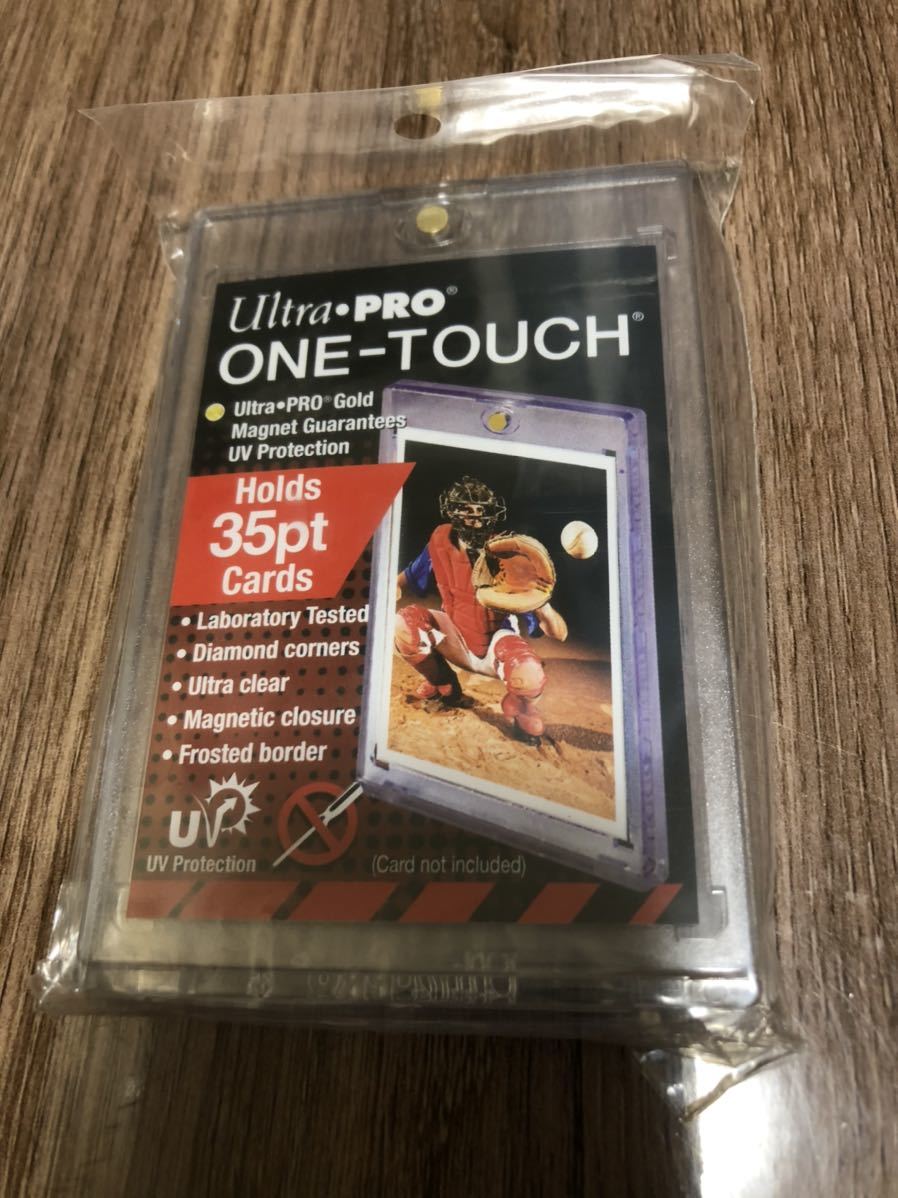 Ultra•PRO®
ONE-TOUCH®
Ultra•PRO® Gold
Magnet Guarantees
UV Protection
Holds
35pt
Cards
• Laboratory Tested
• Diamond corners
• Ultra clear
• Magnetic closure
• Frosted border
UV
UV Protection
(Card not included)